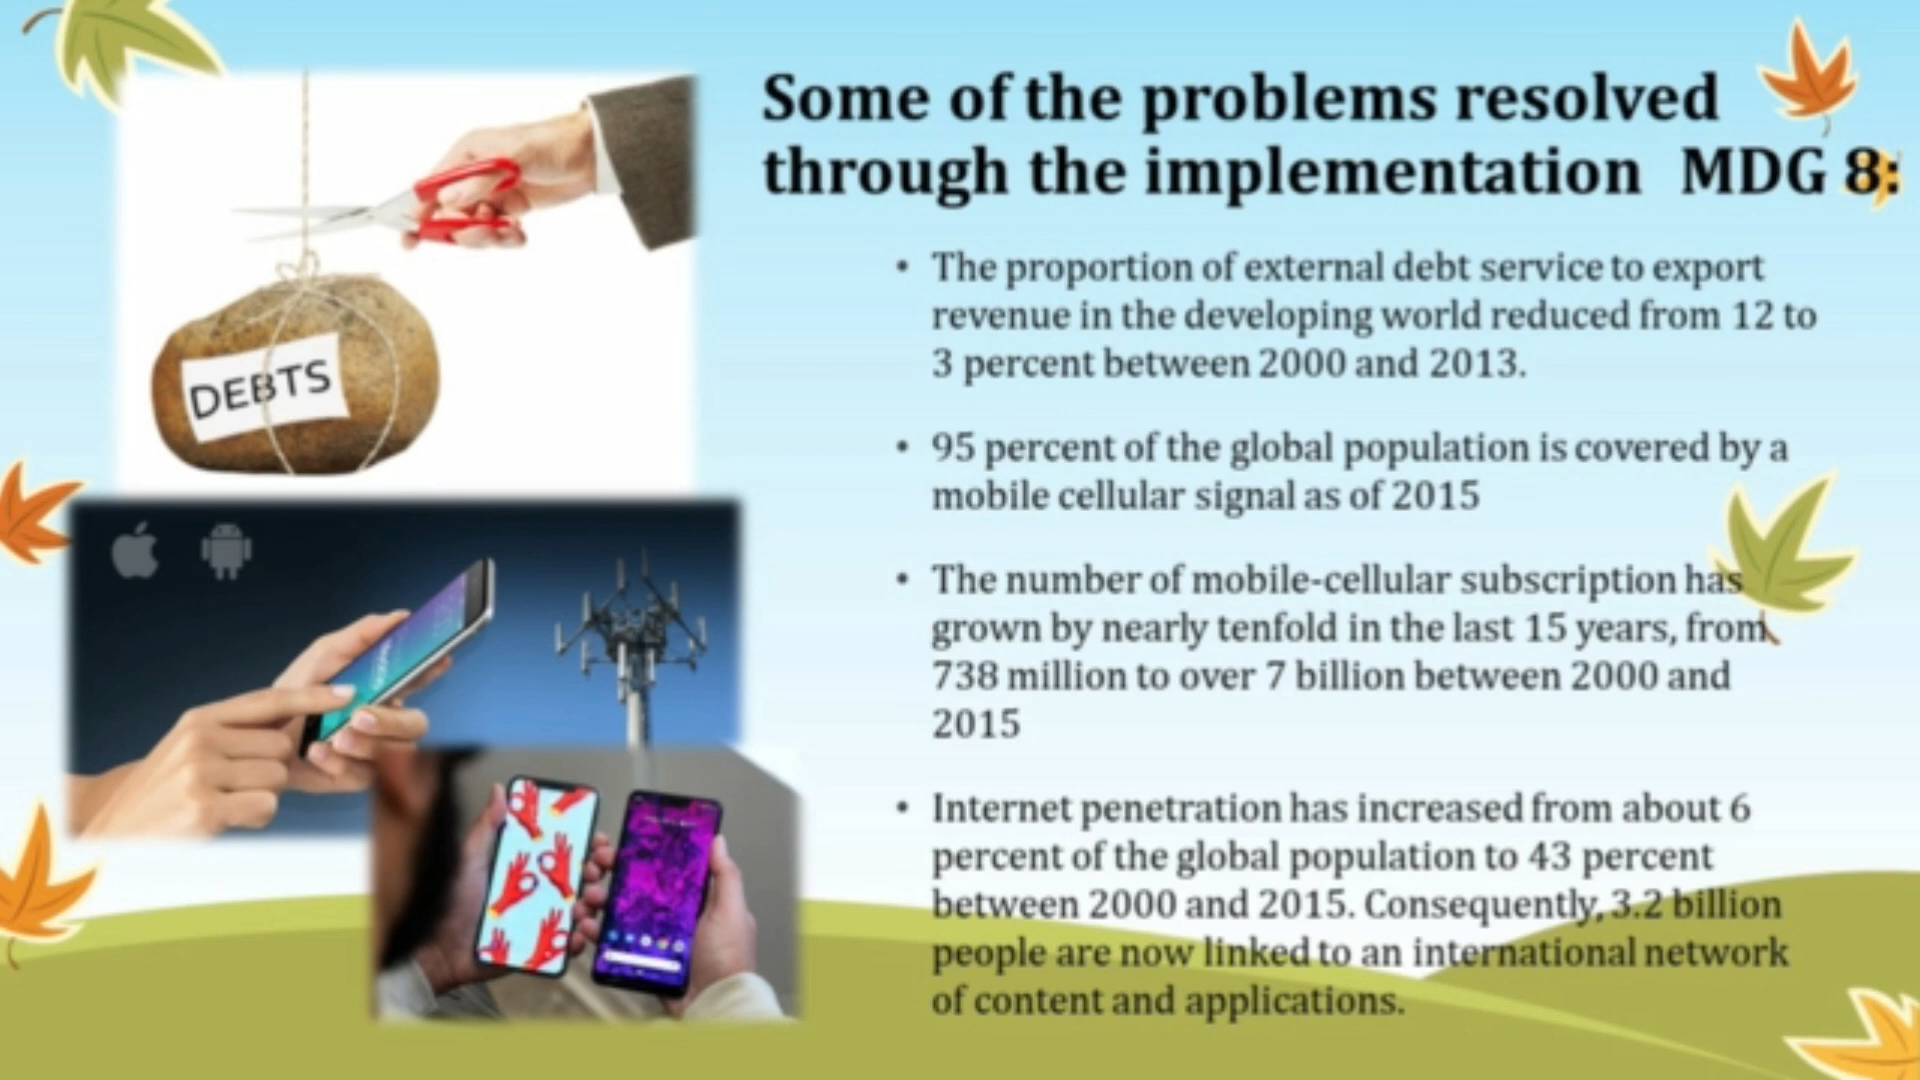 Some of the problems resolved
through the implementation MDG 8:
• The proportion of external debt service to export
revenue in the developing world reduced from 12 to
3 percent between 2000 and 2013.
• 95 percent of the global population is covered by a
mobile cellular signal as of 2015
• The number of mobile-cellular subscription has
grown by nearly tenfold in the last 15 years, from
738 million to over 7 billion between 2000 and
2015
• Internet penetration has increased from about 6
percent of the global population to 43 percent
between 2000 and 2015. Consequently, 3.2 billion
people are now linked to an international network
of content and applications.
DEBTS